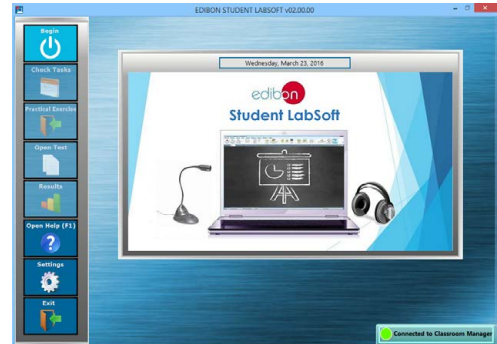 EDIBON STUDENT LABSOFT v02.00.00
Begin
Check Tasks
Practical Exercise
Open Text
Results
Open Help (F1)
Settings
Exit
Wednesday, March 23, 2016
edibon
Student LabSoft
Connected to Classroom Manager